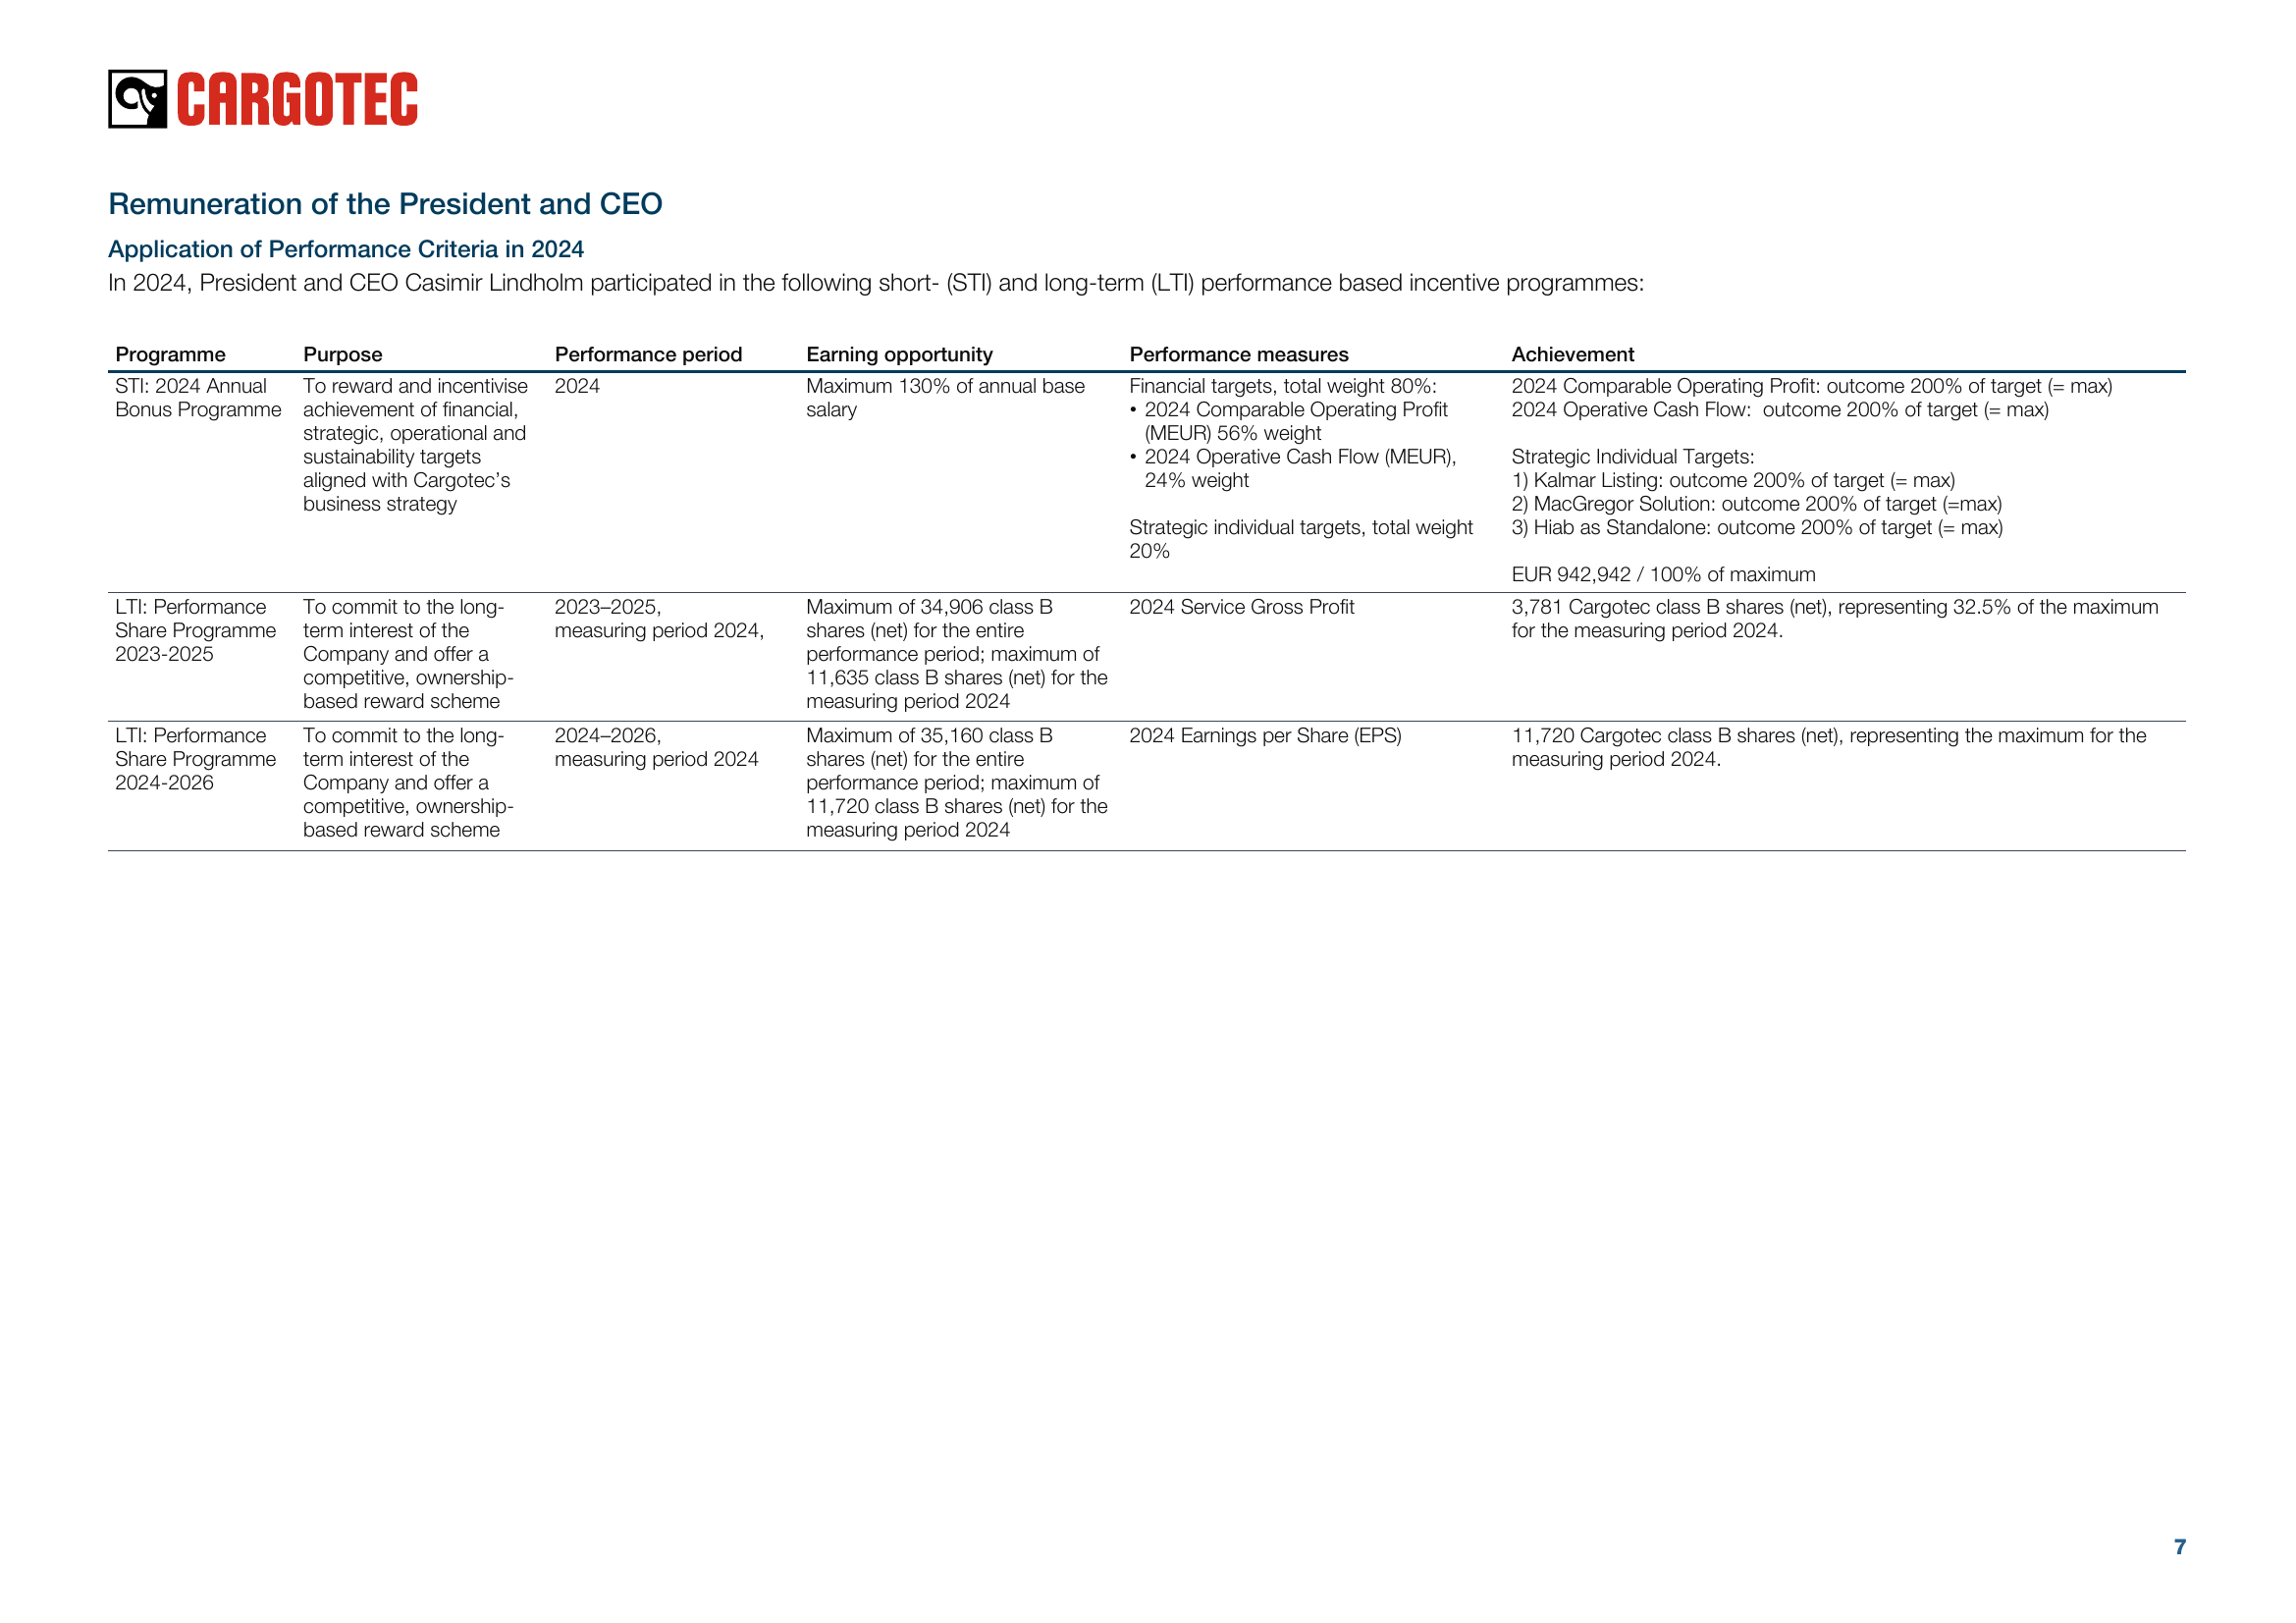 CARGOTEC
Remuneration of the President and CEO
Application of Performance Criteria in 2024
In 2024, President and CEO Casimir Lindholm participated in the following short- (STI) and long-term (LTI) performance based incentive programmes:
Programme
Purpose
Performance period
Earning opportunity
Performance measures
Achievement
STI: 2024 Annual
Bonus Programme
To reward and incentivise
achievement of financial,
strategic, operational and
sustainability targets
aligned with Cargotec's
business strategy
2024
Maximum 130% of annual base
salary
Financial targets, total weight 80%:
• 2024 Comparable Operating Profit
(MEUR) 56% weight
• 2024 Operative Cash Flow (MEUR),
24% weight
Strategic individual targets, total weight
20%
2024 Comparable Operating Profit: outcome 200% of target (= max)
2024 Operative Cash Flow:  outcome 200% of target (= max)
Strategic Individual Targets:
1) Kalmar Listing: outcome 200% of target (= max)
2) MacGregor Solution: outcome 200% of target (=max)
3) Hiab as Standalone: outcome 200% of target (= max)
EUR 942,942 / 100% of maximum
LTI: Performance
Share Programme
2023-2025
To commit to the long-
term interest of the
Company and offer a
competitive, ownership-
based reward scheme
2023–2025,
measuring period 2024,
Maximum of 34,906 class B
shares (net) for the entire
performance period; maximum of
11,635 class B shares (net) for the
measuring period 2024
2024 Service Gross Profit
3,781 Cargotec class B shares (net), representing 32.5% of the maximum
for the measuring period 2024.
LTI: Performance
Share Programme
2024-2026
To commit to the long-
term interest of the
Company and offer a
competitive, ownership-
based reward scheme
2024–2026,
measuring period 2024
Maximum of 35,160 class B
shares (net) for the entire
performance period; maximum of
11,720 class B shares (net) for the
measuring period 2024
2024 Earnings per Share (EPS)
11,720 Cargotec class B shares (net), representing the maximum for the
measuring period 2024.
7